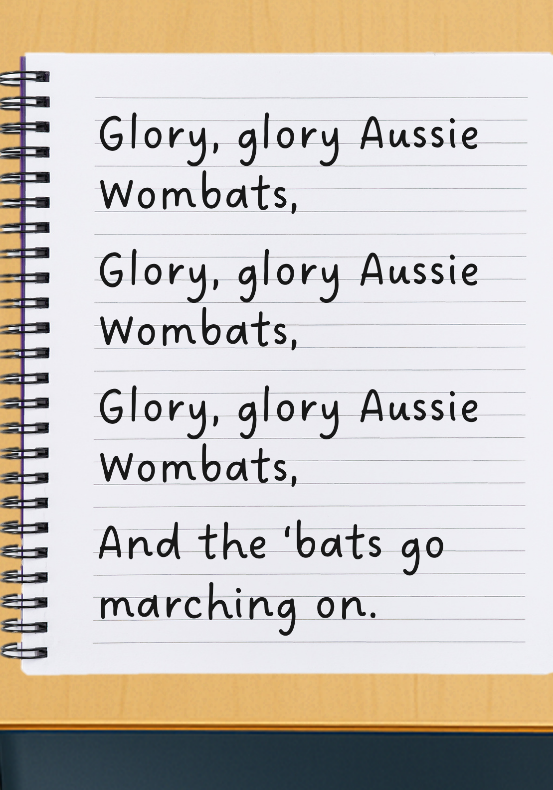 Glory, glory Aussie
Wombats,
Glory, glory Aussie
Wombats,
Glory, glory Aussie
Wombats,
And the ‘bats go
marching on.